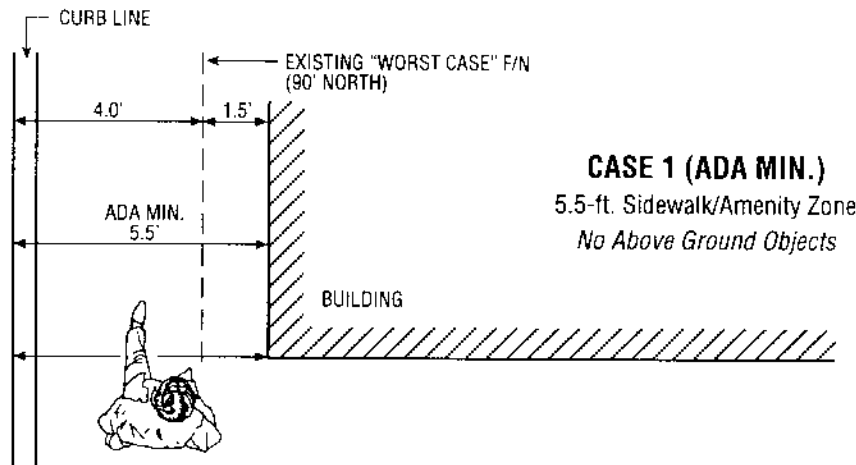 CURB LINE
EXISTING "WORST CASE" F/N
(90' NORTH)
4.0'
1.5'
CASE 1 (ADA MIN.)
5.5-ft. Sidewalk/Amenity Zone
No Above Ground Objects
ADA MIN.
5.5'
BUILDING